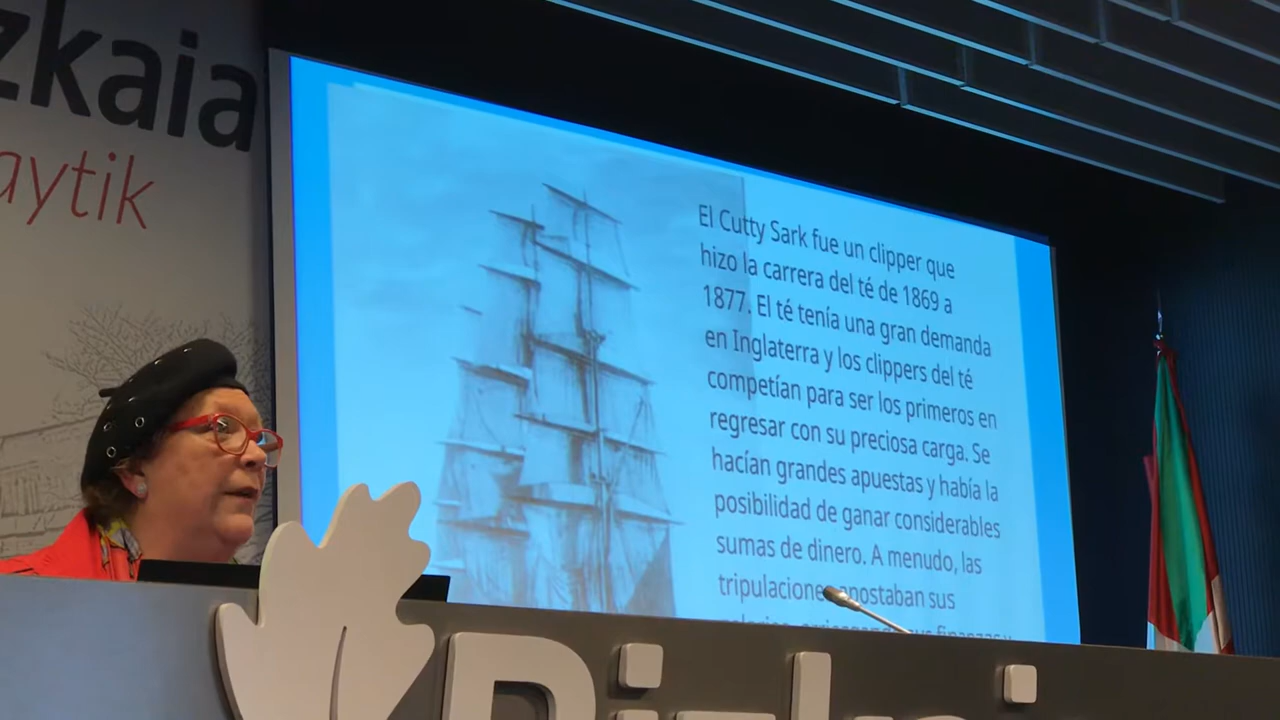 zkaia
aytik
El Cutty Sark fue un clipper que
hizo la carrera del té de 1869 a
1877. El té tenía una gran demanda
en Inglaterra y los clippers del té
competían para ser los primeros en
regresar con su preciosa carga. Se
hacían grandes apuestas y había la
posibilidad de ganar considerables
sumas de dinero. A menudo, las
tripulaciones apostaban sus
Bizkai